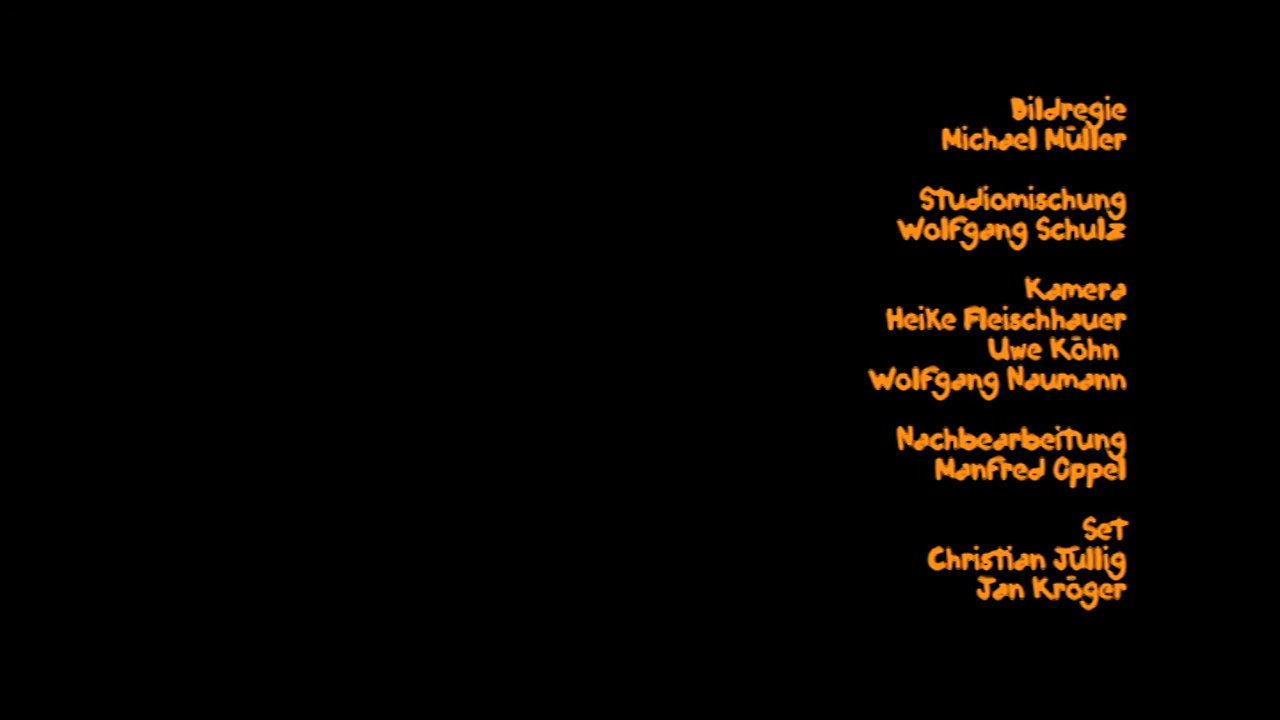 Bildregie
Michael Müller
Studiomischung
Wolfgang Schulz
Kamera
Heike Fleischhauer
Uwe Köhn
Wolfgang Naumann
Nachbearbeitung
Manfred Oppel
Set
Christian Jüllig
Jan Kröger